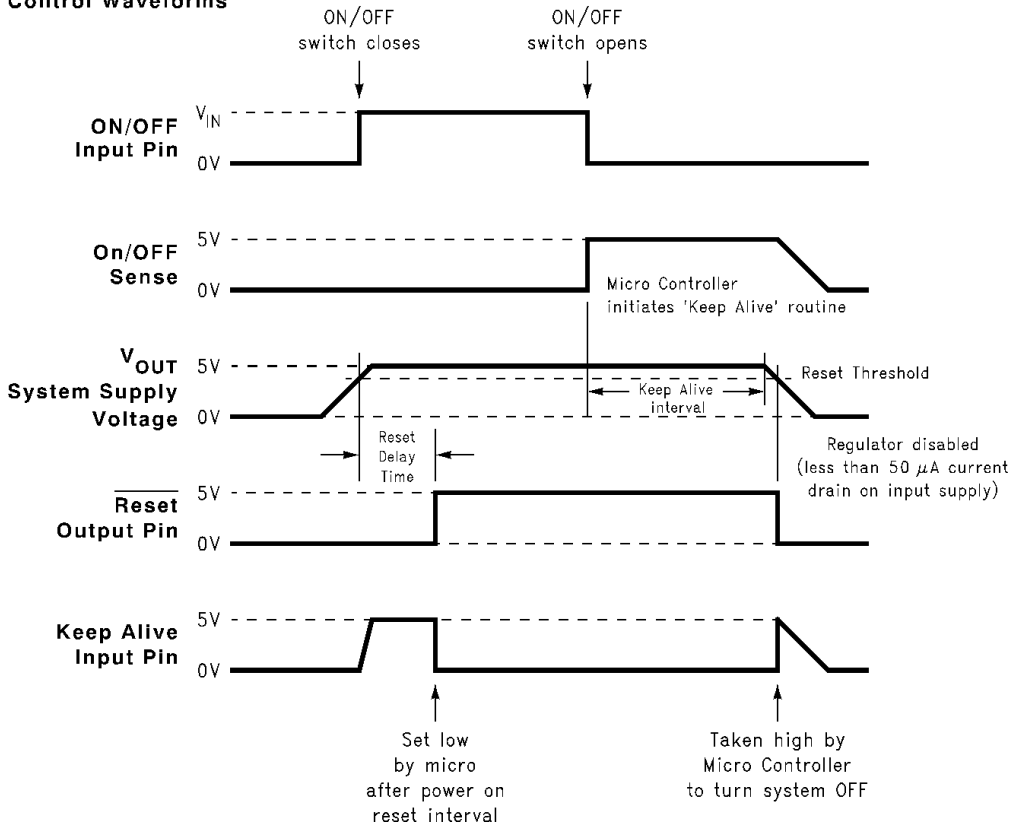 Control Waveforms
ON/OFF
switch closes
ON/OFF
switch opens
ON/OFF
Input Pin
VIN
0V
On/OFF
Sense
5V
0V
Micro Controller
initiates 'Keep Alive' routine
VOUT
System Supply
Voltage
5V
0V
Reset Threshold
Keep Alive
interval
Reset
Delay
Time
Regulator disabled
(less than 50 μA current
drain on input supply)
Reset
Output Pin
5V
0V
Keep Alive
Input Pin
5V
0V
Set low
by micro
after power on
reset interval
Taken high by
Micro Controller
to turn system OFF